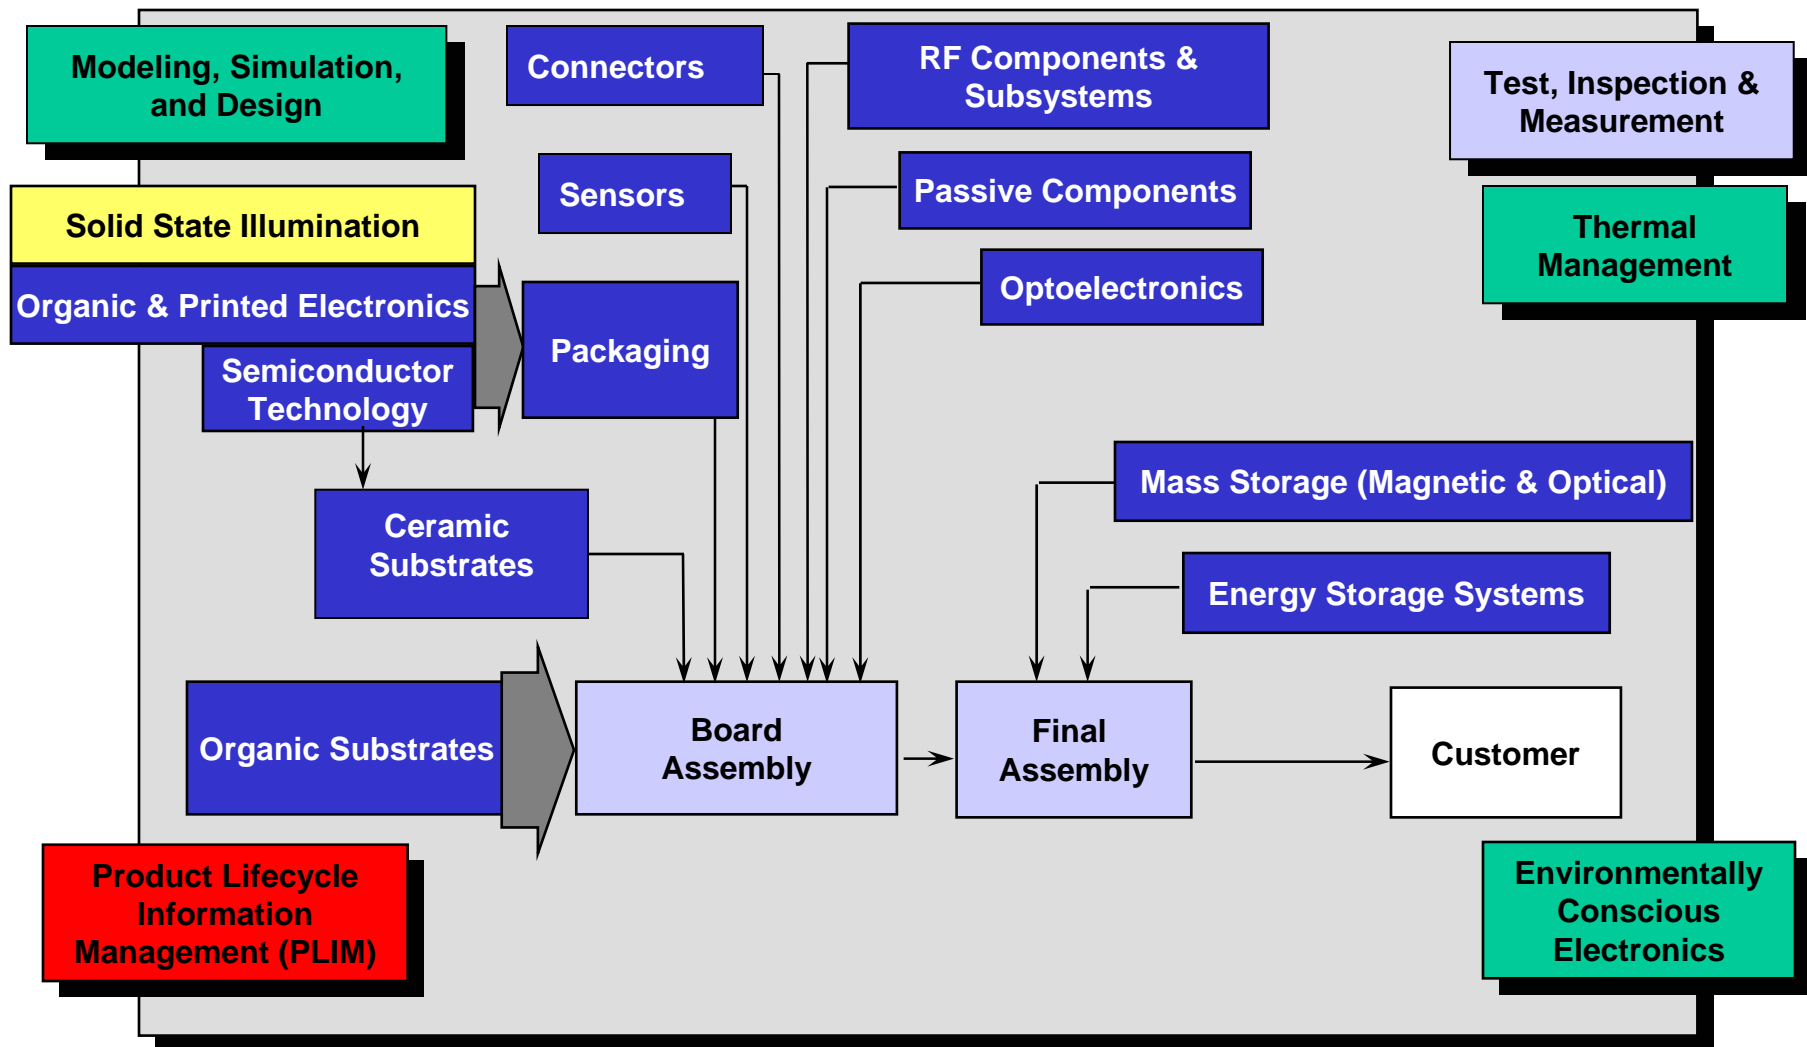 Modeling, Simulation,
and Design
Connectors
RF Components &
Subsystems
Test, Inspection &
Measurement
Sensors
Passive Components
Solid State Illumination
Thermal
Management
Organic & Printed Electronics
Optoelectronics
Packaging
Semiconductor
Technology
Mass Storage (Magnetic & Optical)
Ceramic
Substrates
Energy Storage Systems
Organic Substrates
Board
Assembly
Final
Assembly
Customer
Product Lifecycle
Information
Management (PLIM)
Environmentally
Conscious
Electronics